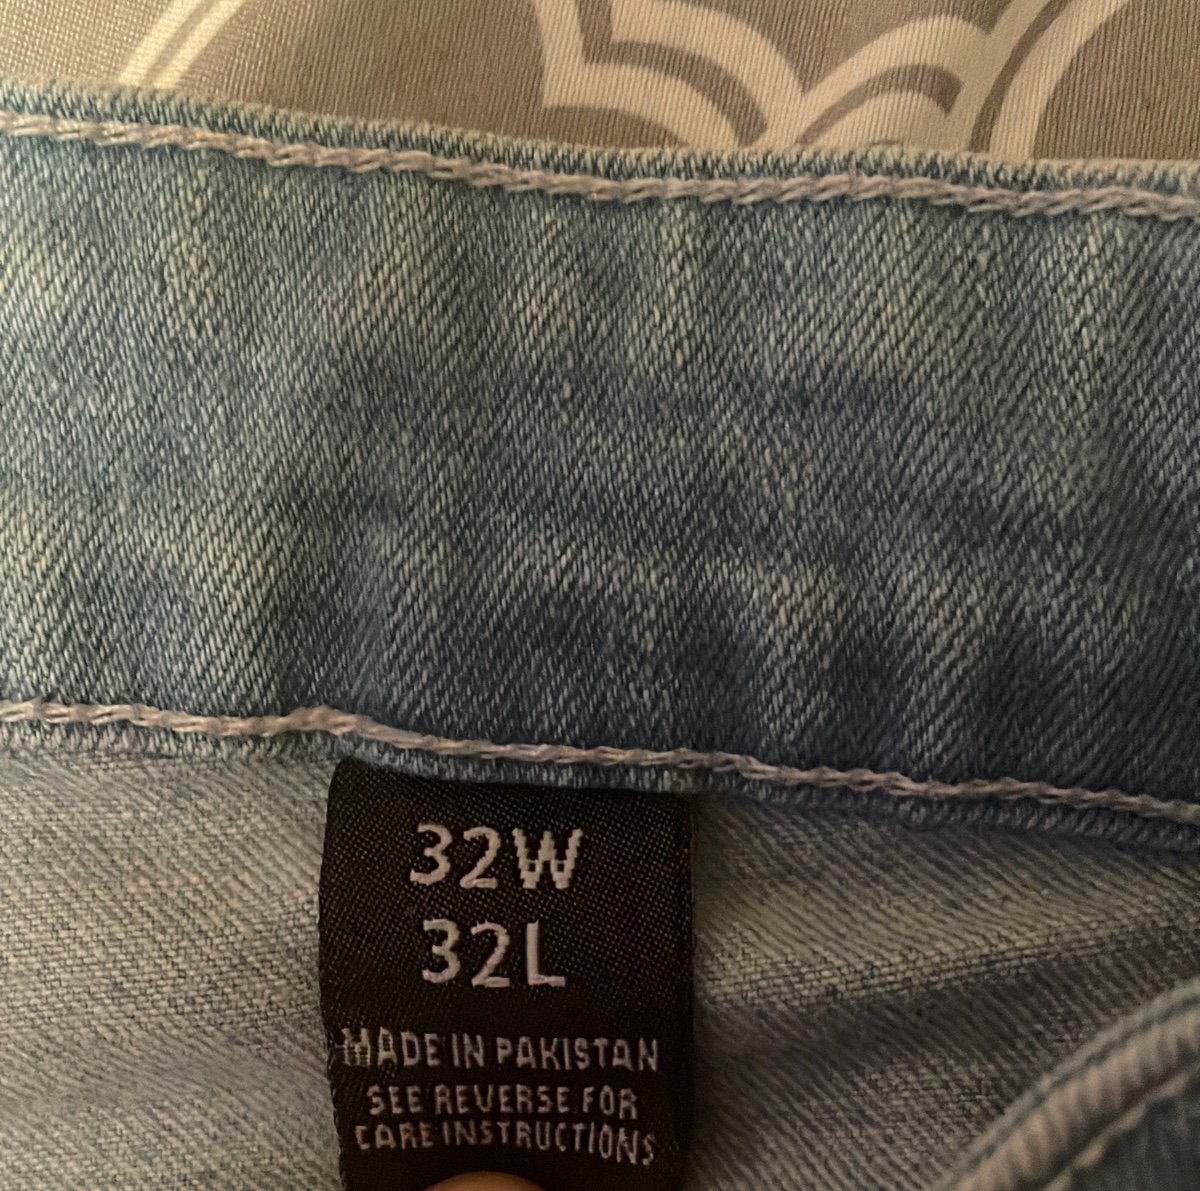 32W
32L
MADE IN PAKISTAN
SEE REVERSE FOR
CARE INSTRUCTIONS